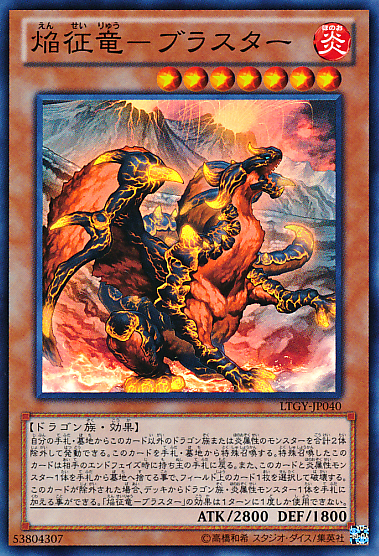 えん せい りゅう
焔征竜－ブラスター
ほのお
炎
LTGY-JP040
【ドラゴン族・効果】
自分の手札・墓地からこのカード以外のドラゴン族または炎属性のモンスターを合計2体
除外して発動できる。このカードを手札・墓地から特殊召喚する。特殊召喚したこの
カードは相手のエンドフェイズ時に持ち主の手札に戻る。また、このカードと炎属性モン
スター1体を手札から墓地へ捨てる事で、フィールド上のカード1枚を選択して破壊する。
このカードが除外された場合、デッキからドラゴン族・炎属性モンスター1体を手札に
加える事ができる。「焔征竜－ブラスター」の効果は1ターンに1度しか使用できない。
ATK/2800 DEF/1800
53804307
©高橋和希 スタジオ・ダイス/集英社